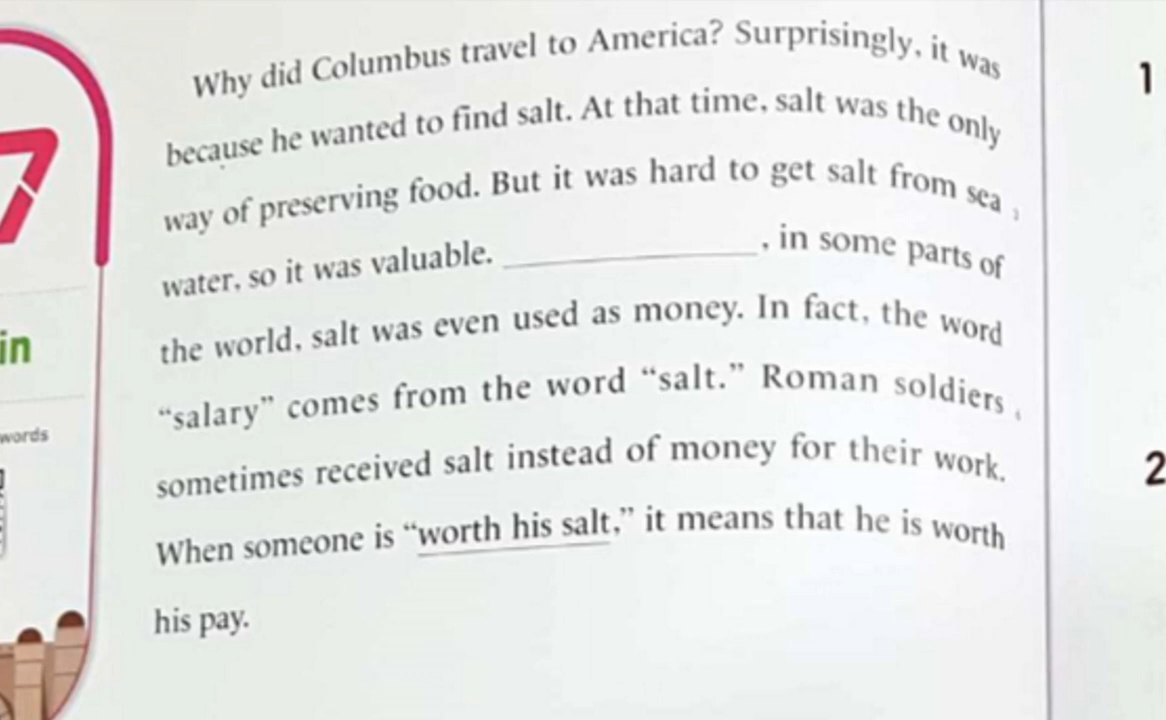 Why did Columbus travel to America? Surprisingly, it was
because he wanted to find salt. At that time, salt was the only
way of preserving food. But it was hard to get salt from sea
water, so it was valuable. ____________, in some parts of
the world, salt was even used as money. In fact, the word
“salary” comes from the word “salt.” Roman soldiers
sometimes received salt instead of money for their work.
When someone is “worth his salt,” it means that he is worth
his pay.
7
in
words
1
2